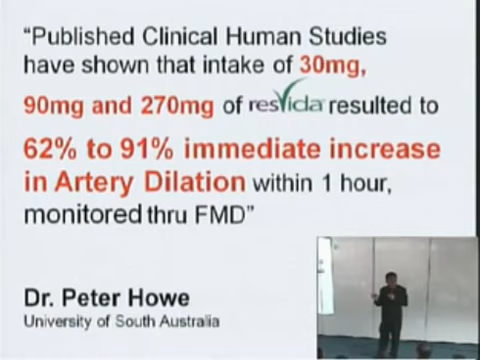 “Published Clinical Human Studies
have shown that intake of 30mg,
90mg and 270mg of resVida resulted to
62% to 91% immediate increase
in Artery Dilation within 1 hour,
monitored thru FMD”
Dr. Peter Howe
University of South Australia